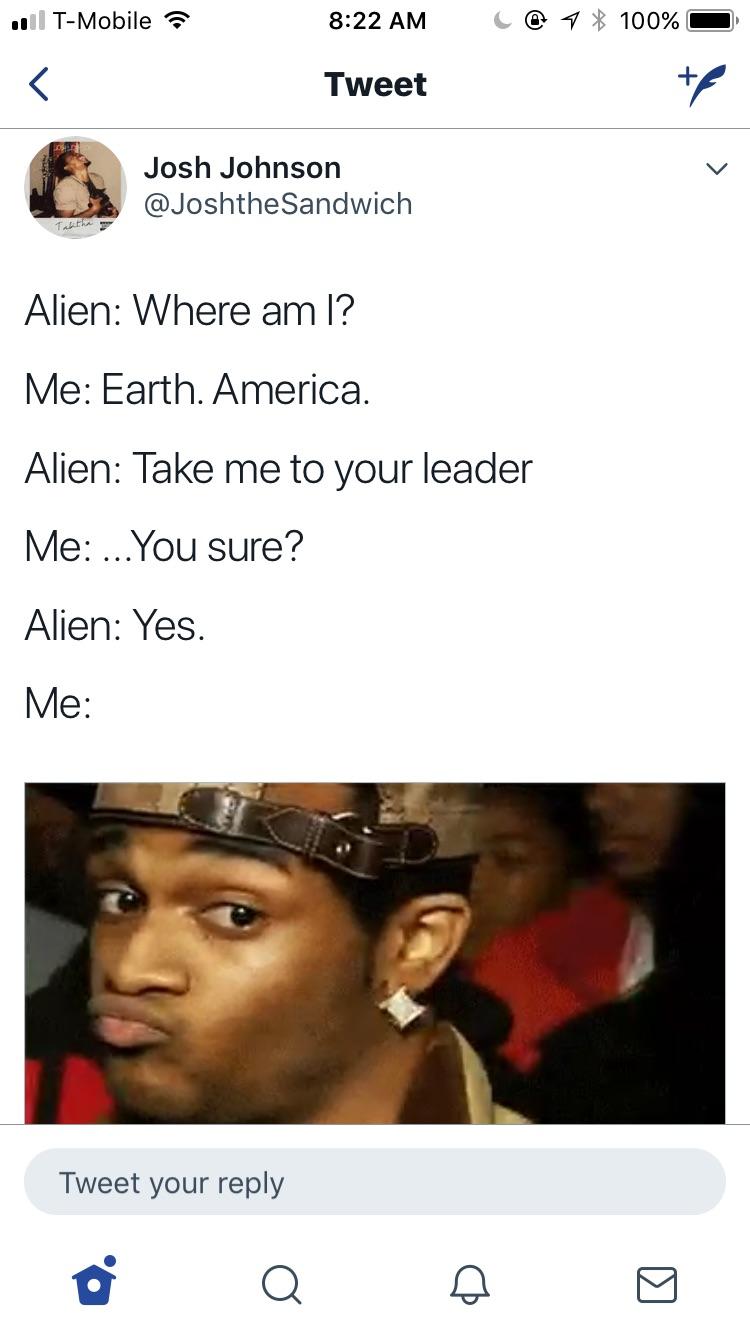 T-Mobile 8:22 AM 100%
Tweet
Josh Johnson
@JoshtheSandwich
Tabitha
Alien: Where am I?
Me: Earth. America.
Alien: Take me to your leader
Me: ...You sure?
Alien: Yes.
Me:
Tweet your reply